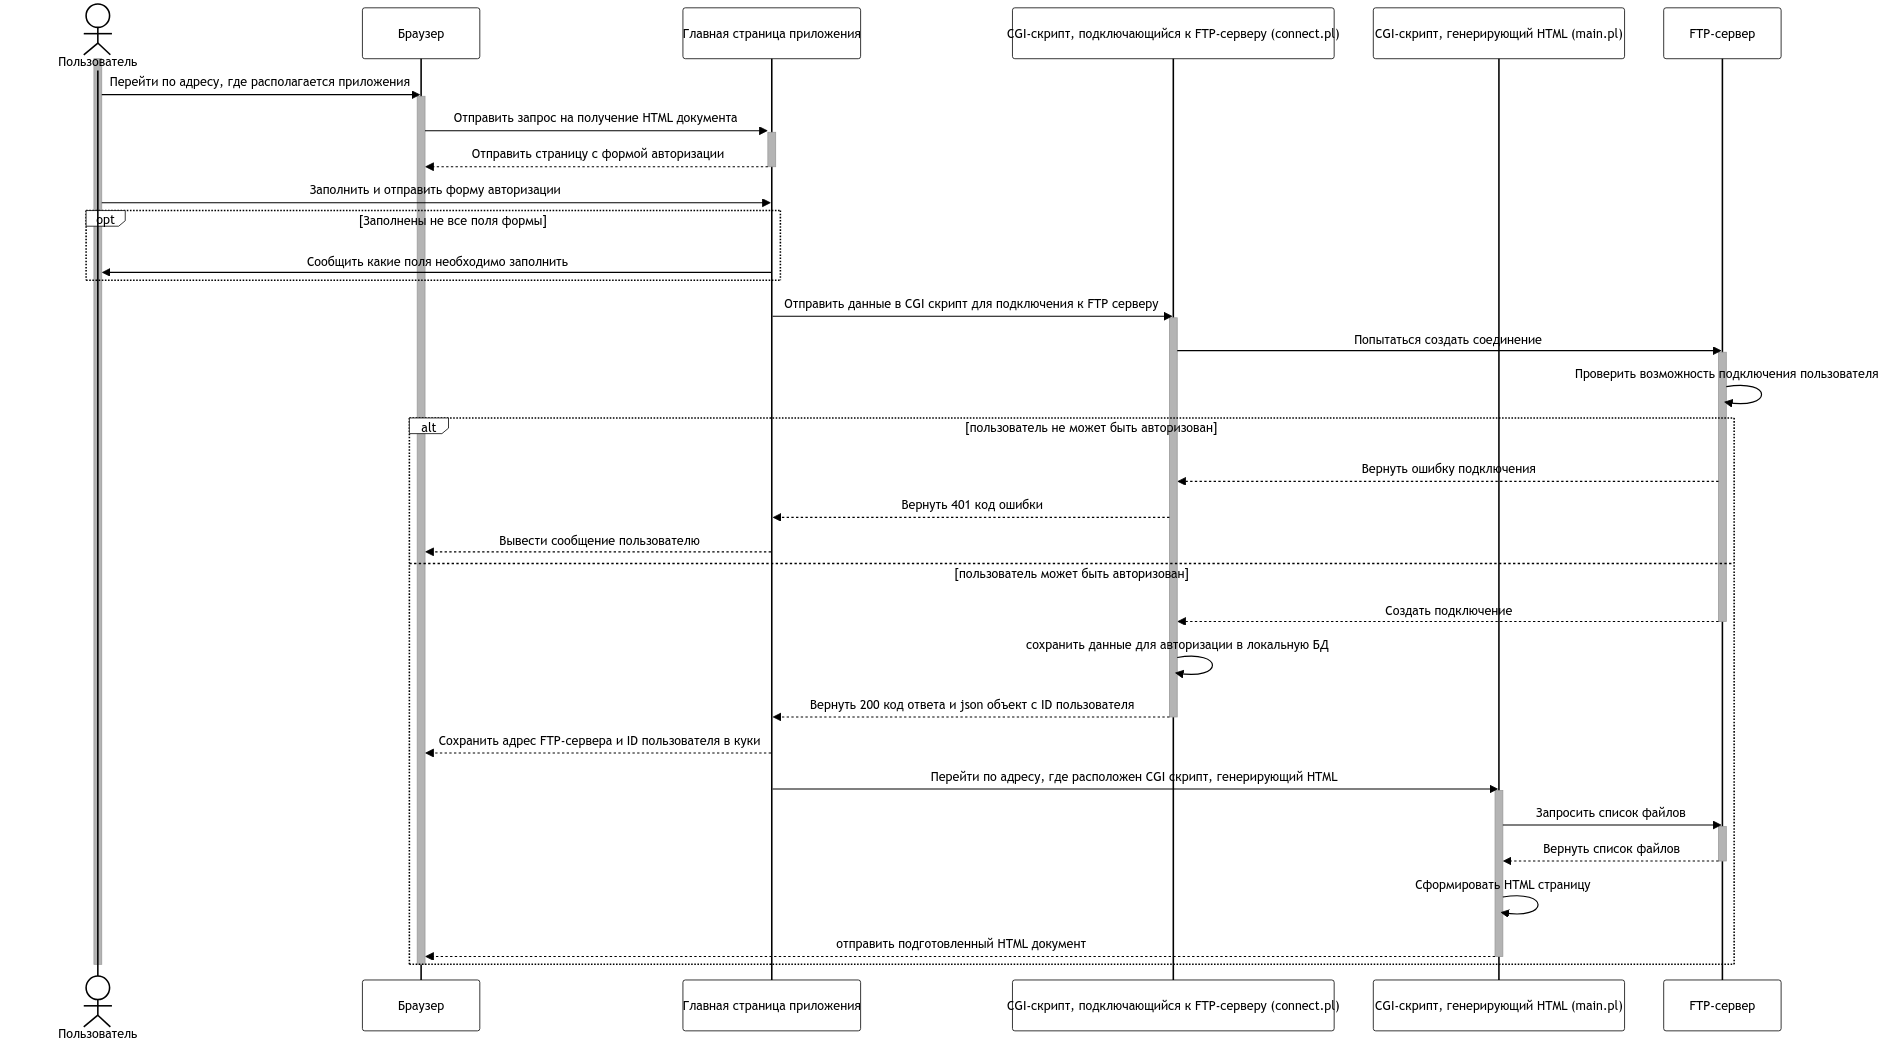 Пользователь
Браузер
Главная страница приложения
CGI-скрипт, подключающийся к FTP-серверу (connect.pl)
CGI-скрипт, генерирующий HTML (main.pl)
FTP-сервер
Перейти по адресу, где располагается приложения
Отправить запрос на получение HTML документа
Отправить страницу с формой авторизации
Заполнить и отправить форму авторизации
opt
[Заполнены не все поля формы]
Сообщить какие поля необходимо заполнить
Отправить данные в CGI скрипт для подключения к FTP серверу
Попытаться создать соединение
Проверить возможность подключения пользователя
alt
[пользователь не может быть авторизован]
Вернуть ошибку подключения
Вернуть 401 код ошибки
Вывести сообщение пользователю
[пользователь может быть авторизован]
Создать подключение
сохранить данные для авторизации в локальную БД
Вернуть 200 код ответа и json объект с ID пользователя
Сохранить адрес FTP-сервера и ID пользователя в куки
Перейти по адресу, где расположен CGI скрипт, генерирующий HTML
Запросить список файлов
Вернуть список файлов
Сформировать HTML страницу
отправить подготовленный HTML документ
Пользователь
Браузер
Главная страница приложения
CGI-скрипт, подключающийся к FTP-серверу (connect.pl)
CGI-скрипт, генерирующий HTML (main.pl)
FTP-сервер